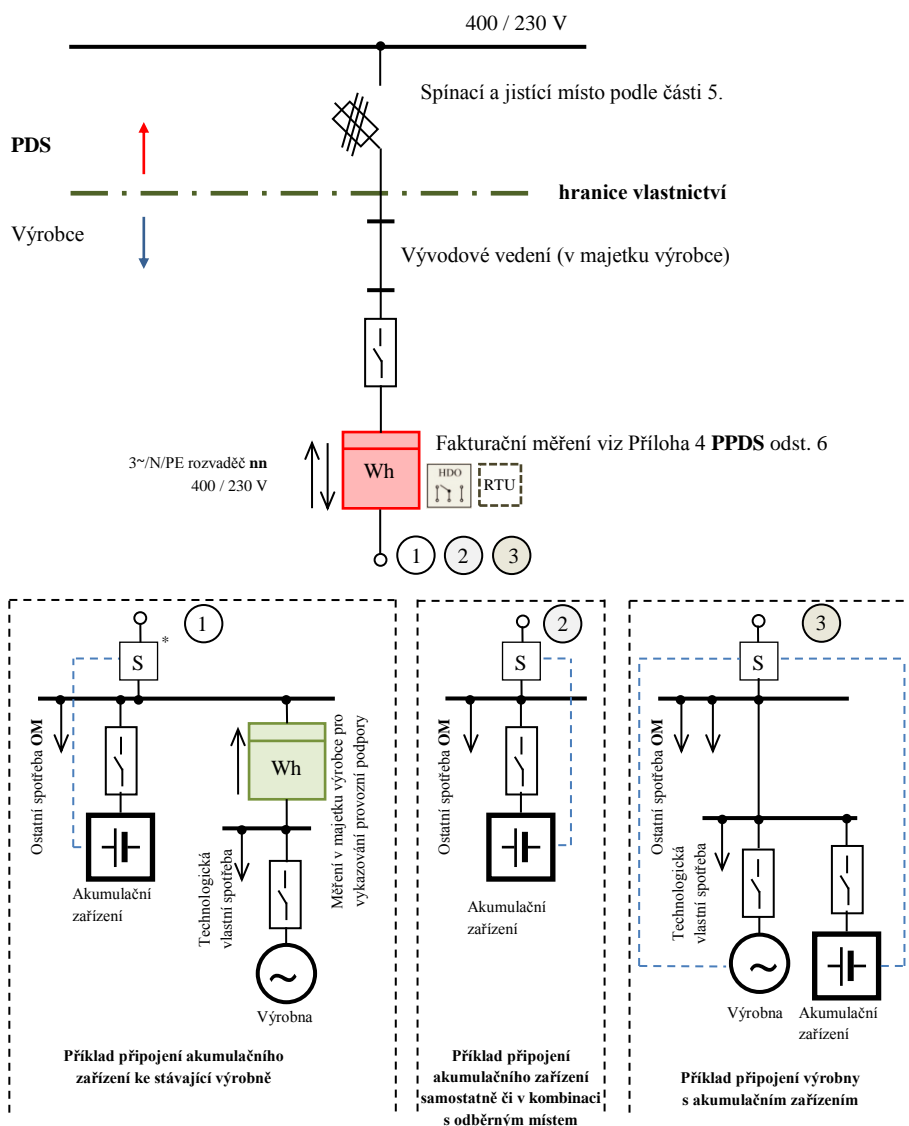 400 / 230 V
Spínací a jistící místo podle části 5.
PDS
hranice vlastnictví
Výrobce
Vývodové vedení (v majetku výrobce)
Fakturační měření viz Příloha 4 PPDS odst. 6
3~/N/PE rozvaděč nn
400 / 230 V
Wh
HDO
RTU
1
2
3
1
S
*
Ostatní spotřeba OM
Wh
Měření v majetku výrobce pro
vykazování provozní podpory
Akumulační
zařízení
Technologická
vlastní spotřeba
Výrobna
Příklad připojení akumulačního
zařízení ke stávající výrobně
2
S
Ostatní spotřeba OM
Akumulační
zařízení
Příklad připojení
akumulačního zařízení
samostatně či v kombinaci
s odběrným místem
3
S
Ostatní spotřeba OM
Technologická
vlastní spotřeba
Výrobna
Akumulační
zařízení
Příklad připojení výrobny
s akumulačním zařízením